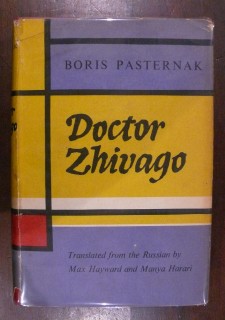 BORIS PASTERNAK
Doctor
Zhivago
Translated from the Russian by
Max Hayward and Manya Harari